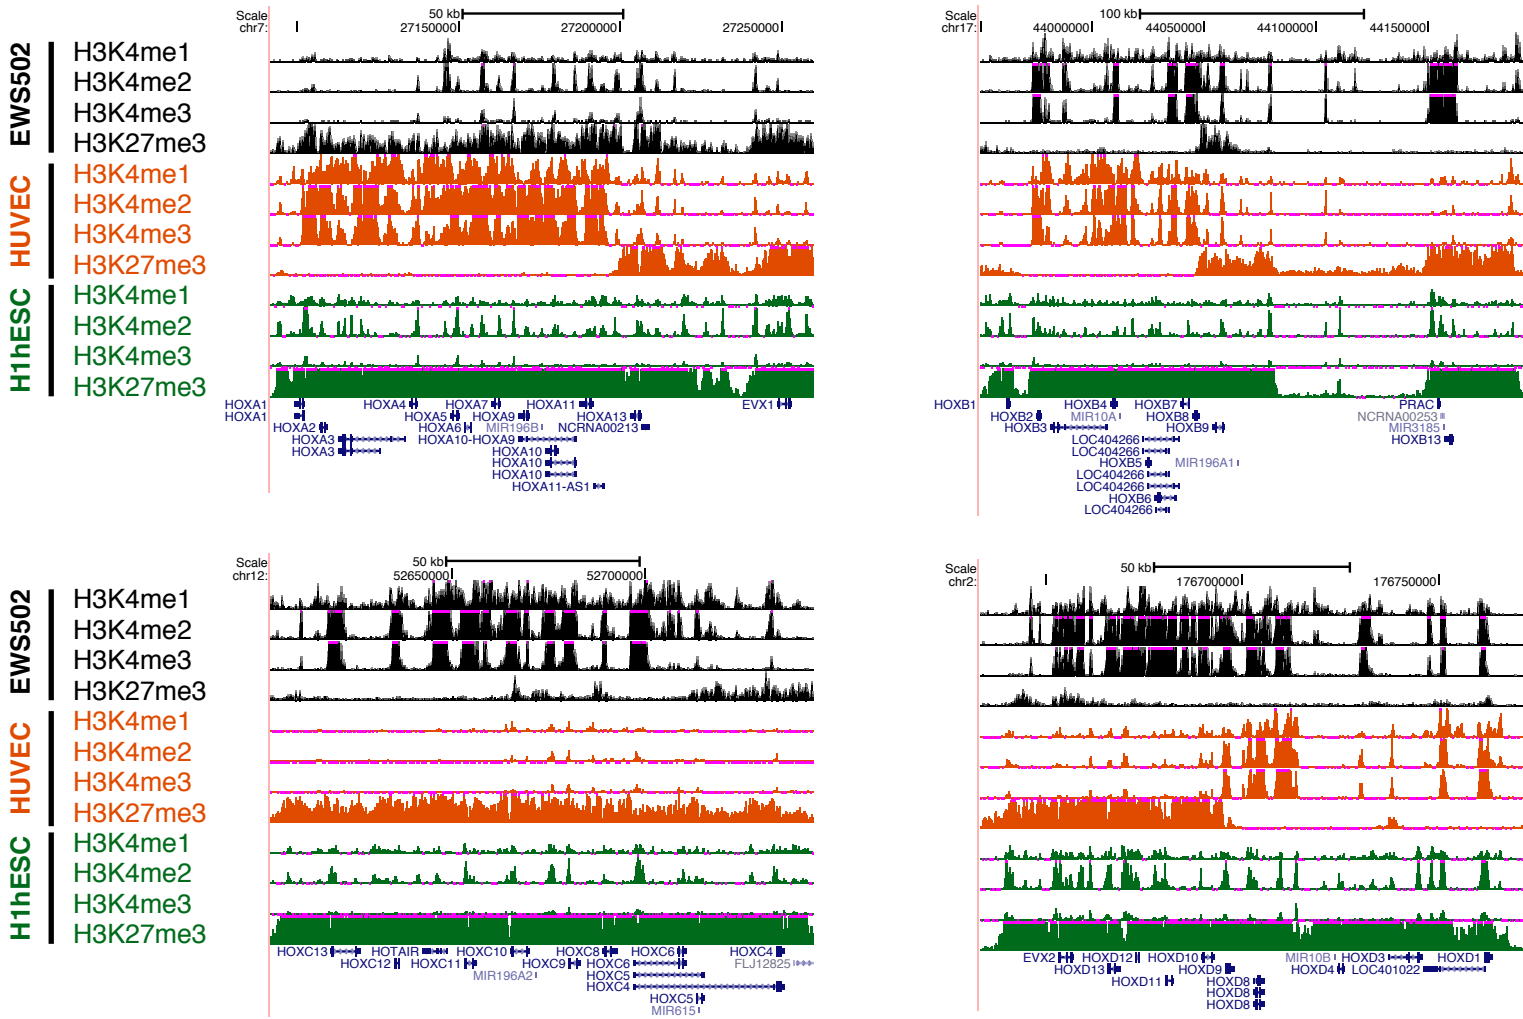 Scale 50 kb
chr7: 27150000 27200000 27250000
EWS502
H3K4me1
H3K4me2
H3K4me3
H3K27me3
HUVEC
H3K4me1
H3K4me2
H3K4me3
H3K27me3
H1hESC
H3K4me1
H3K4me2
H3K4me3
H3K27me3
HOXA1 HOXA4 HOXA7 HOXA11 EVX1
HOXA1 HOXA5 HOXA9 HOXA13
HOXA2 HOXA6 MIR196B NCRNA00213
HOXA3 HOXA10-HOXA9
HOXA3 HOXA10
HOXA10
HOXA10
HOXA11-AS1
Scale 100 kb
chr17: 44000000 44050000 44100000 44150000
HOXB1 HOXB4 HOXB7 PRAC
HOXB2 MIR10A HOXB8 NCRNA00253
HOXB3 HOXB9 MIR3185
LOC404266 HOXB13
LOC404266
HOXB5 MIR196A1
LOC404266
LOC404266
HOXB6
LOC404266
Scale 50 kb
chr12: 52650000 52700000
EWS502
H3K4me1
H3K4me2
H3K4me3
H3K27me3
HUVEC
H3K4me1
H3K4me2
H3K4me3
H3K27me3
H1hESC
H3K4me1
H3K4me2
H3K4me3
H3K27me3
HOXC13 HOTAIR HOXC10 HOXC8 HOXC6 HOXC4
HOXC12 HOXC11 HOXC9 HOXC6 FLJ12825
MIR196A2 HOXC5
HOXC4
HOXC5
MIR615
Scale 50 kb
chr2: 176700000 176750000
EVX2 HOXD12 HOXD10 MIR10B HOXD3 HOXD1
HOXD13 HOXD9 HOXD4 LOC401022
HOXD11 HOXD8
HOXD8
HOXD8